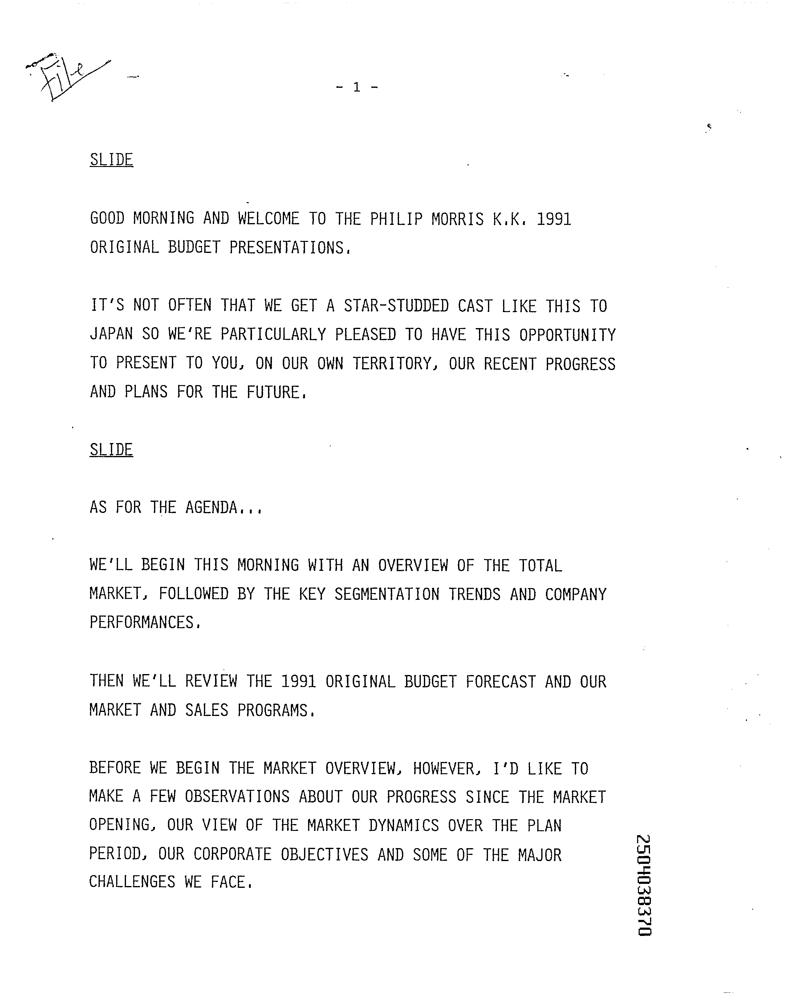 File
- 1 -
SLIDE
GOOD MORNING AND WELCOME TO THE PHILIP MORRIS K.K. 1991
ORIGINAL BUDGET PRESENTATIONS.
IT'S NOT OFTEN THAT WE GET A STAR-STUDDED CAST LIKE THIS TO
JAPAN SO WE'RE PARTICULARLY PLEASED TO HAVE THIS OPPORTUNITY
TO PRESENT TO YOU, ON OUR OWN TERRITORY, OUR RECENT PROGRESS
AND PLANS FOR THE FUTURE.
SLIDE
AS FOR THE AGENDA...
WE'LL BEGIN THIS MORNING WITH AN OVERVIEW OF THE TOTAL
MARKET, FOLLOWED BY THE KEY SEGMENTATION TRENDS AND COMPANY
PERFORMANCES.
THEN WE'LL REVIEW THE 1991 ORIGINAL BUDGET FORECAST AND OUR
MARKET AND SALES PROGRAMS.
BEFORE WE BEGIN THE MARKET OVERVIEW, HOWEVER, I'D LIKE TO
MAKE A FEW OBSERVATIONS ABOUT OUR PROGRESS SINCE THE MARKET
OPENING, OUR VIEW OF THE MARKET DYNAMICS OVER THE PLAN
PERIOD, OUR CORPORATE OBJECTIVES AND SOME OF THE MAJOR
CHALLENGES WE FACE.
2504038370